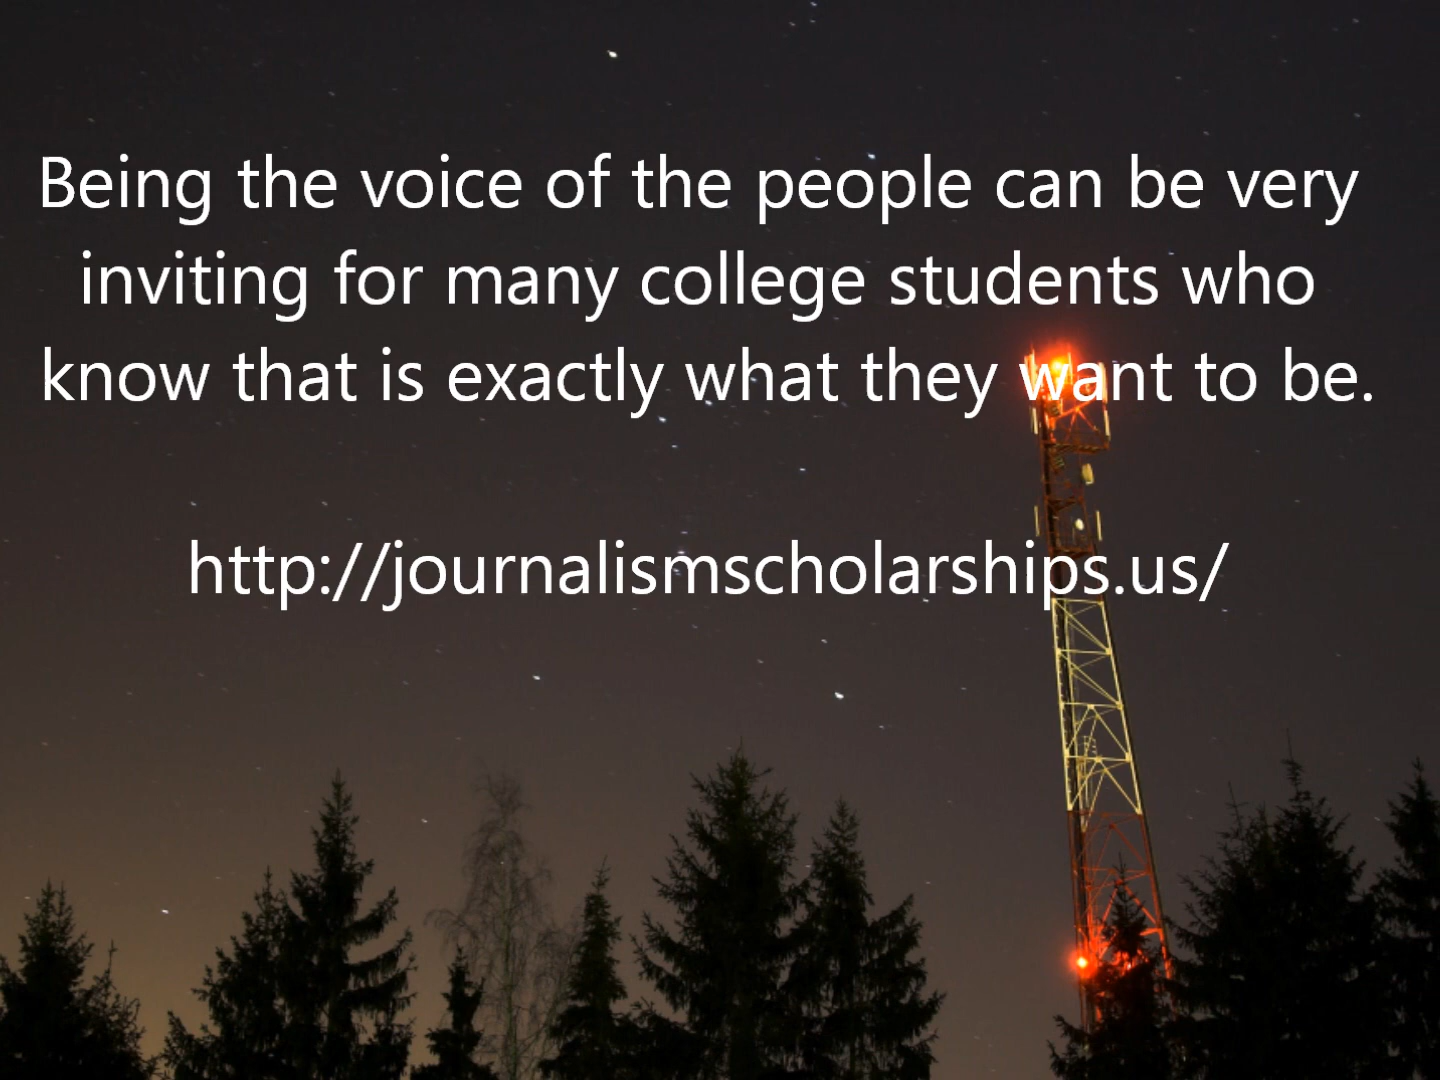 Being the voice of the people can be very
inviting for many college students who
know that is exactly what they want to be.
http://journalismscholarships.us/